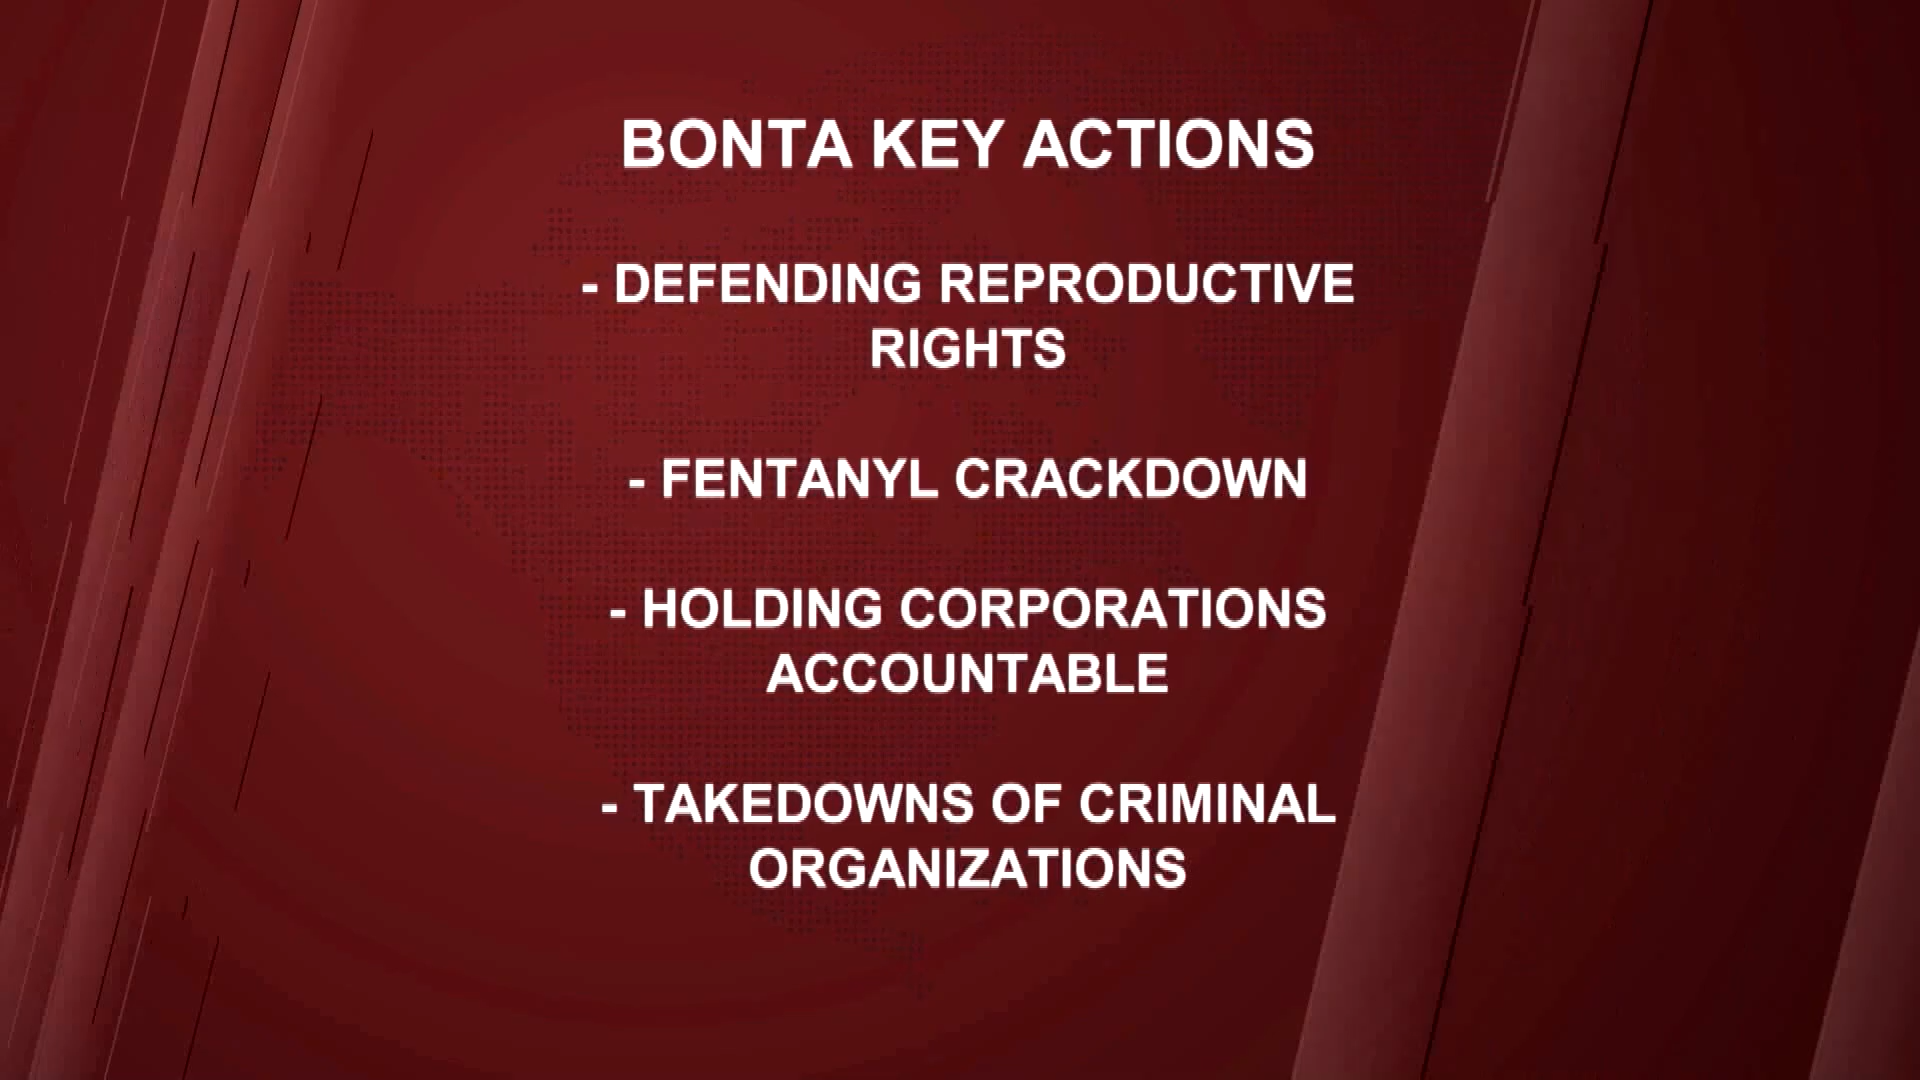 BONTA KEY ACTIONS
- DEFENDING REPRODUCTIVE
RIGHTS
- FENTANYL CRACKDOWN
- HOLDING CORPORATIONS
ACCOUNTABLE
- TAKEDOWNS OF CRIMINAL
ORGANIZATIONS